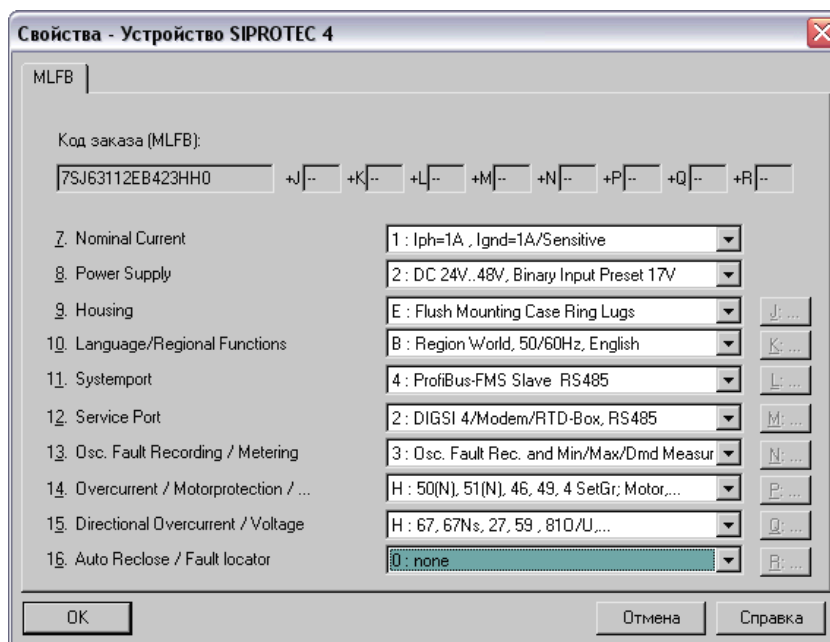 Свойства - Устройство SIPROTEC 4
MLFB
Код заказа (MLFB):
7SJ63112EB423HH0 +J -- +K -- +L -- +M -- +N -- +P -- +Q -- +R --
7. Nominal Current 1 : Iph=1A , Ignd=1A/Sensitive
8. Power Supply 2 : DC 24V..48V, Binary Input Preset 17V
9. Housing E : Flush Mounting Case Ring Lugs J: ...
10. Language/Regional Functions B : Region World, 50/60Hz, English K: ...
11. Systemport 4 : ProfiBus-FMS Slave RS485 L: ...
12. Service Port 2 : DIGSI 4/Modem/RTD-Box, RS485 M: ...
13. Osc. Fault Recording / Metering 3 : Osc. Fault Rec. and Min/Max/Dmd Measur N: ...
14. Overcurrent / Motorprotection / ... H : 50(N), 51(N), 46, 49, 4 SetGr; Motor,... P: ...
15. Directional Overcurrent / Voltage H : 67, 67Ns, 27, 59 , 81O/U,... Q: ...
16. Auto Reclose / Fault locator 0 : none R: ...
OK Отмена Справка